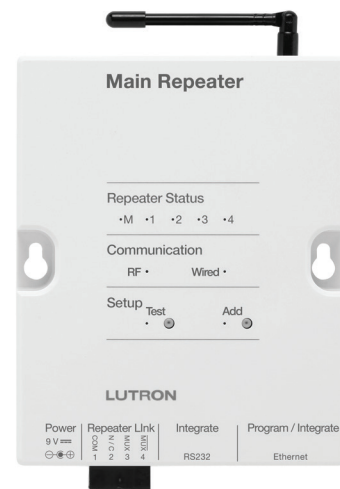 Main Repeater
Repeater Status
•M •1 •2 •3 •4
Communication
RF • Wired •
Setup Test Add
LUTRON
Power Repeater LInk Integrate Program / Integrate
9 V COM N / C MUX MUX
1 2 3 4 RS232 Ethernet